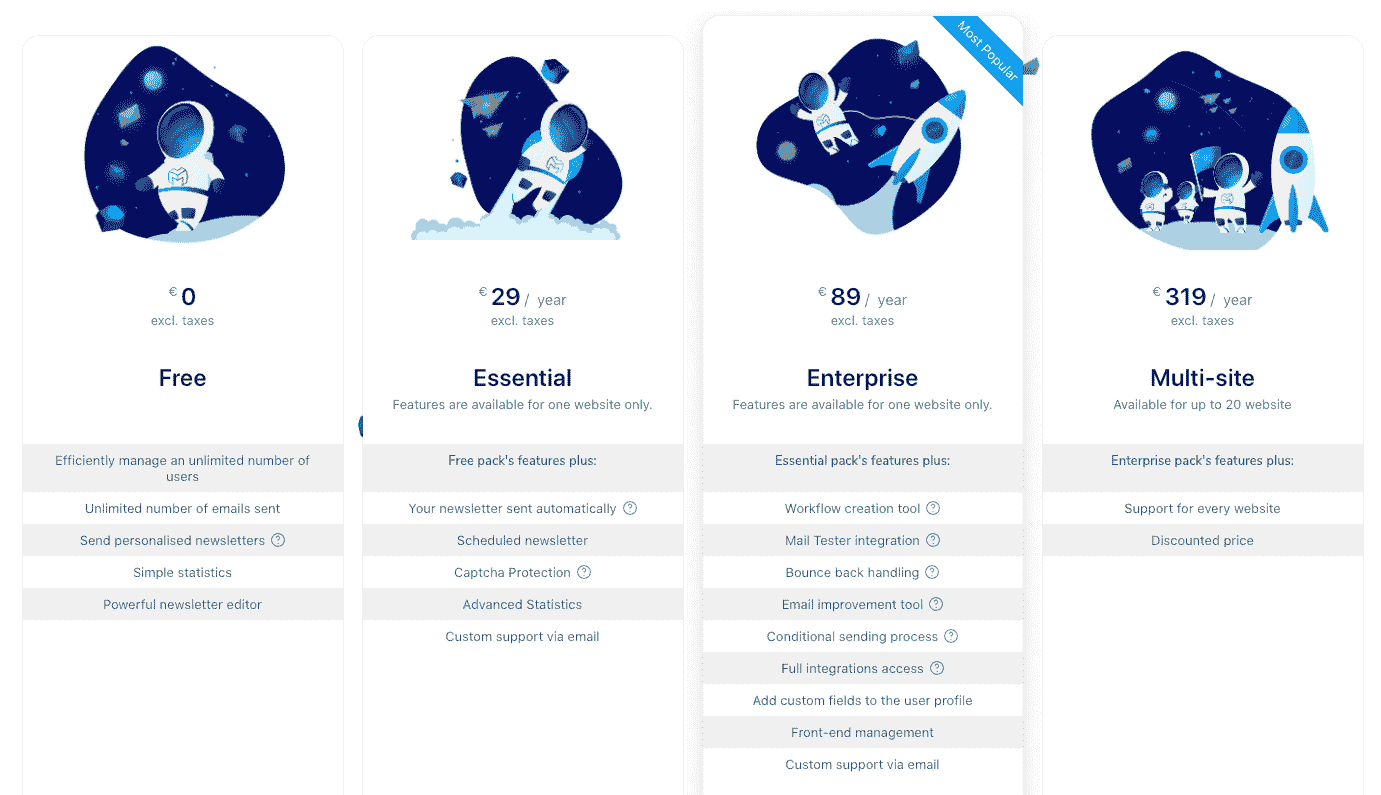 Most Popular
€ 0
excl. taxes
Free
Efficiently manage an unlimited number of
users
Unlimited number of emails sent
Send personalised newsletters ?
Simple statistics
Powerful newsletter editor
€ 29 / year
excl. taxes
Essential
Features are available for one website only.
Free pack's features plus:
Your newsletter sent automatically ?
Scheduled newsletter
Captcha Protection ?
Advanced Statistics
Custom support via email
€ 89 / year
excl. taxes
Enterprise
Features are available for one website only.
Essential pack's features plus:
Workflow creation tool ?
Mail Tester integration ?
Bounce back handling ?
Email improvement tool ?
Conditional sending process ?
Full integrations access ?
Add custom fields to the user profile
Front-end management
Custom support via email
€ 319 / year
excl. taxes
Multi-site
Available for up to 20 website
Enterprise pack's features plus:
Support for every website
Discounted price